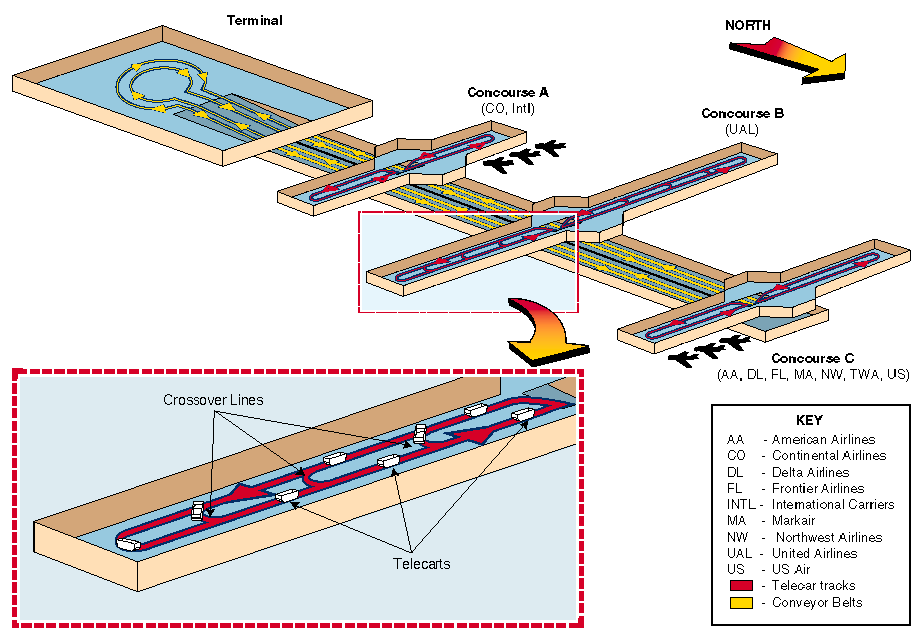 Terminal
NORTH
Concourse A
(CO, Intl)
Concourse B
(UAL)
Concourse C
(AA, DL, FL, MA, NW, TWA, US)
Crossover Lines
Telecarts
KEY
AA - American Airlines
CO - Continental Airlines
DL - Delta Airlines
FL - Frontier Airlines
INTL - International Carriers
MA - Markair
NW - Northwest Airlines
UAL - United Airlines
US - US Air
- Telecar tracks
- Conveyor Belts